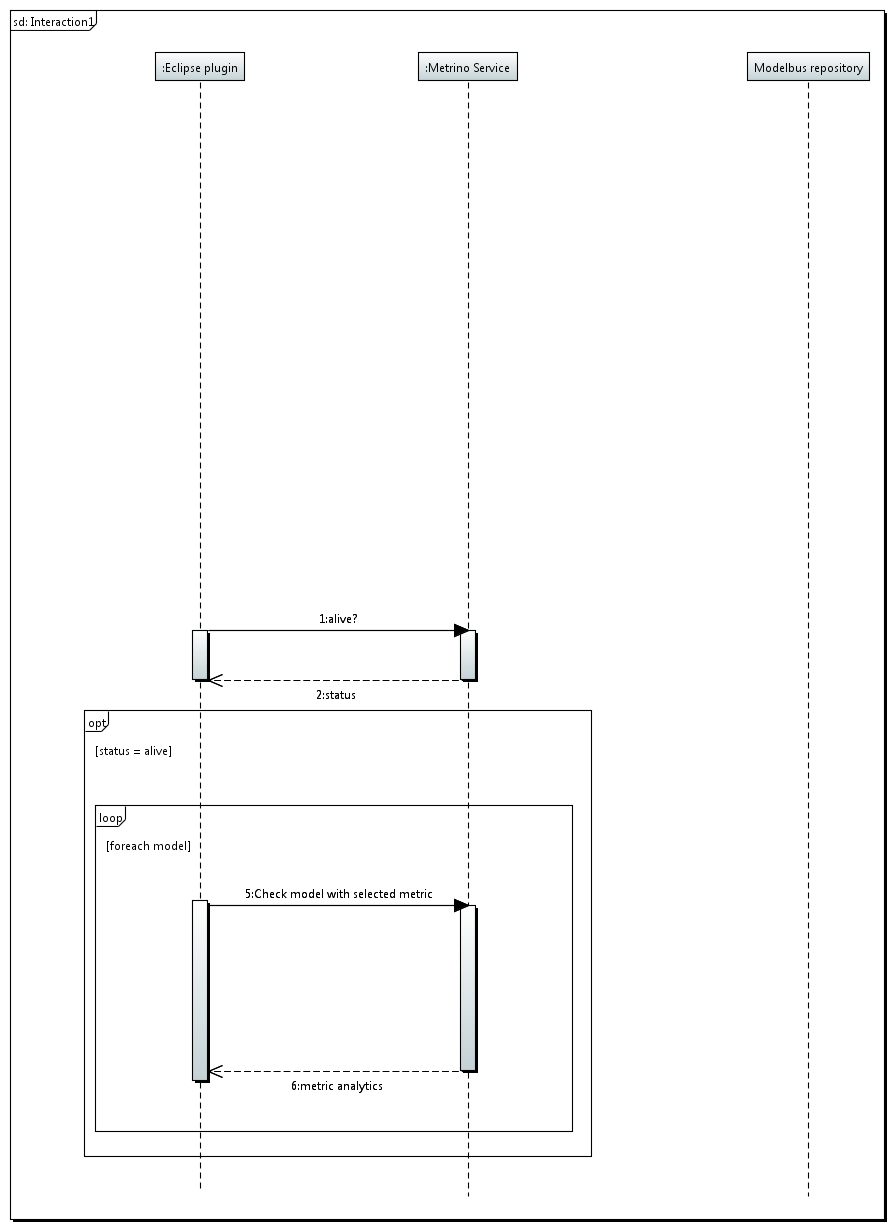 sd: Interaction1
:Eclipse plugin
:Metrino Service
Modelbus repository
1:alive?
2:status
opt
[status = alive]
loop
[foreach model]
5:Check model with selected metric
6:metric analytics